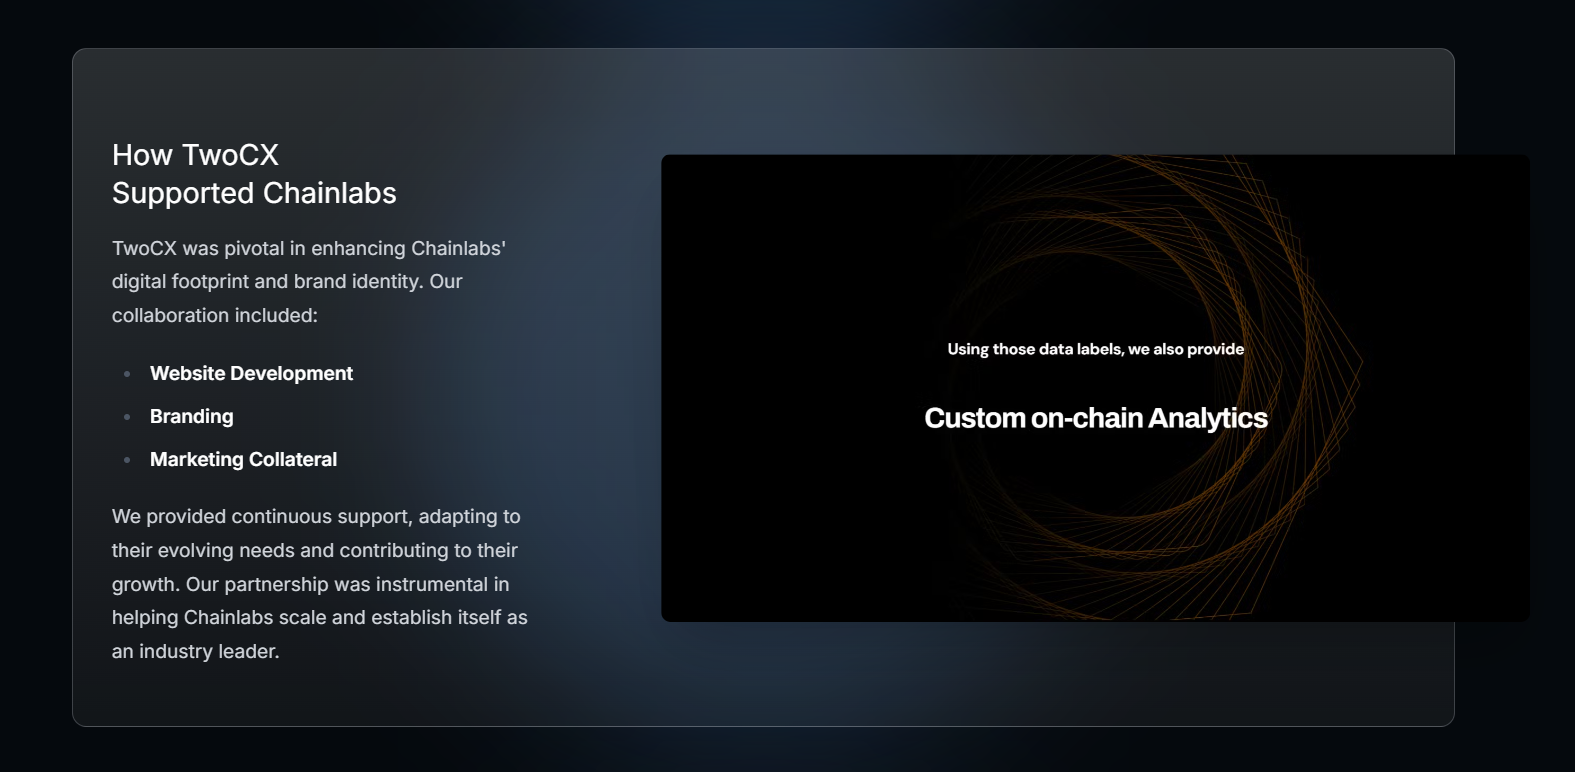 How TwoCX
Supported Chainlabs
TwoCX was pivotal in enhancing Chainlabs'
digital footprint and brand identity. Our
collaboration included:
Website Development
Branding
Marketing Collateral
We provided continuous support, adapting to
their evolving needs and contributing to their
growth. Our partnership was instrumental in
helping Chainlabs scale and establish itself as
an industry leader.
Using those data labels, we also provide
Custom on-chain Analytics